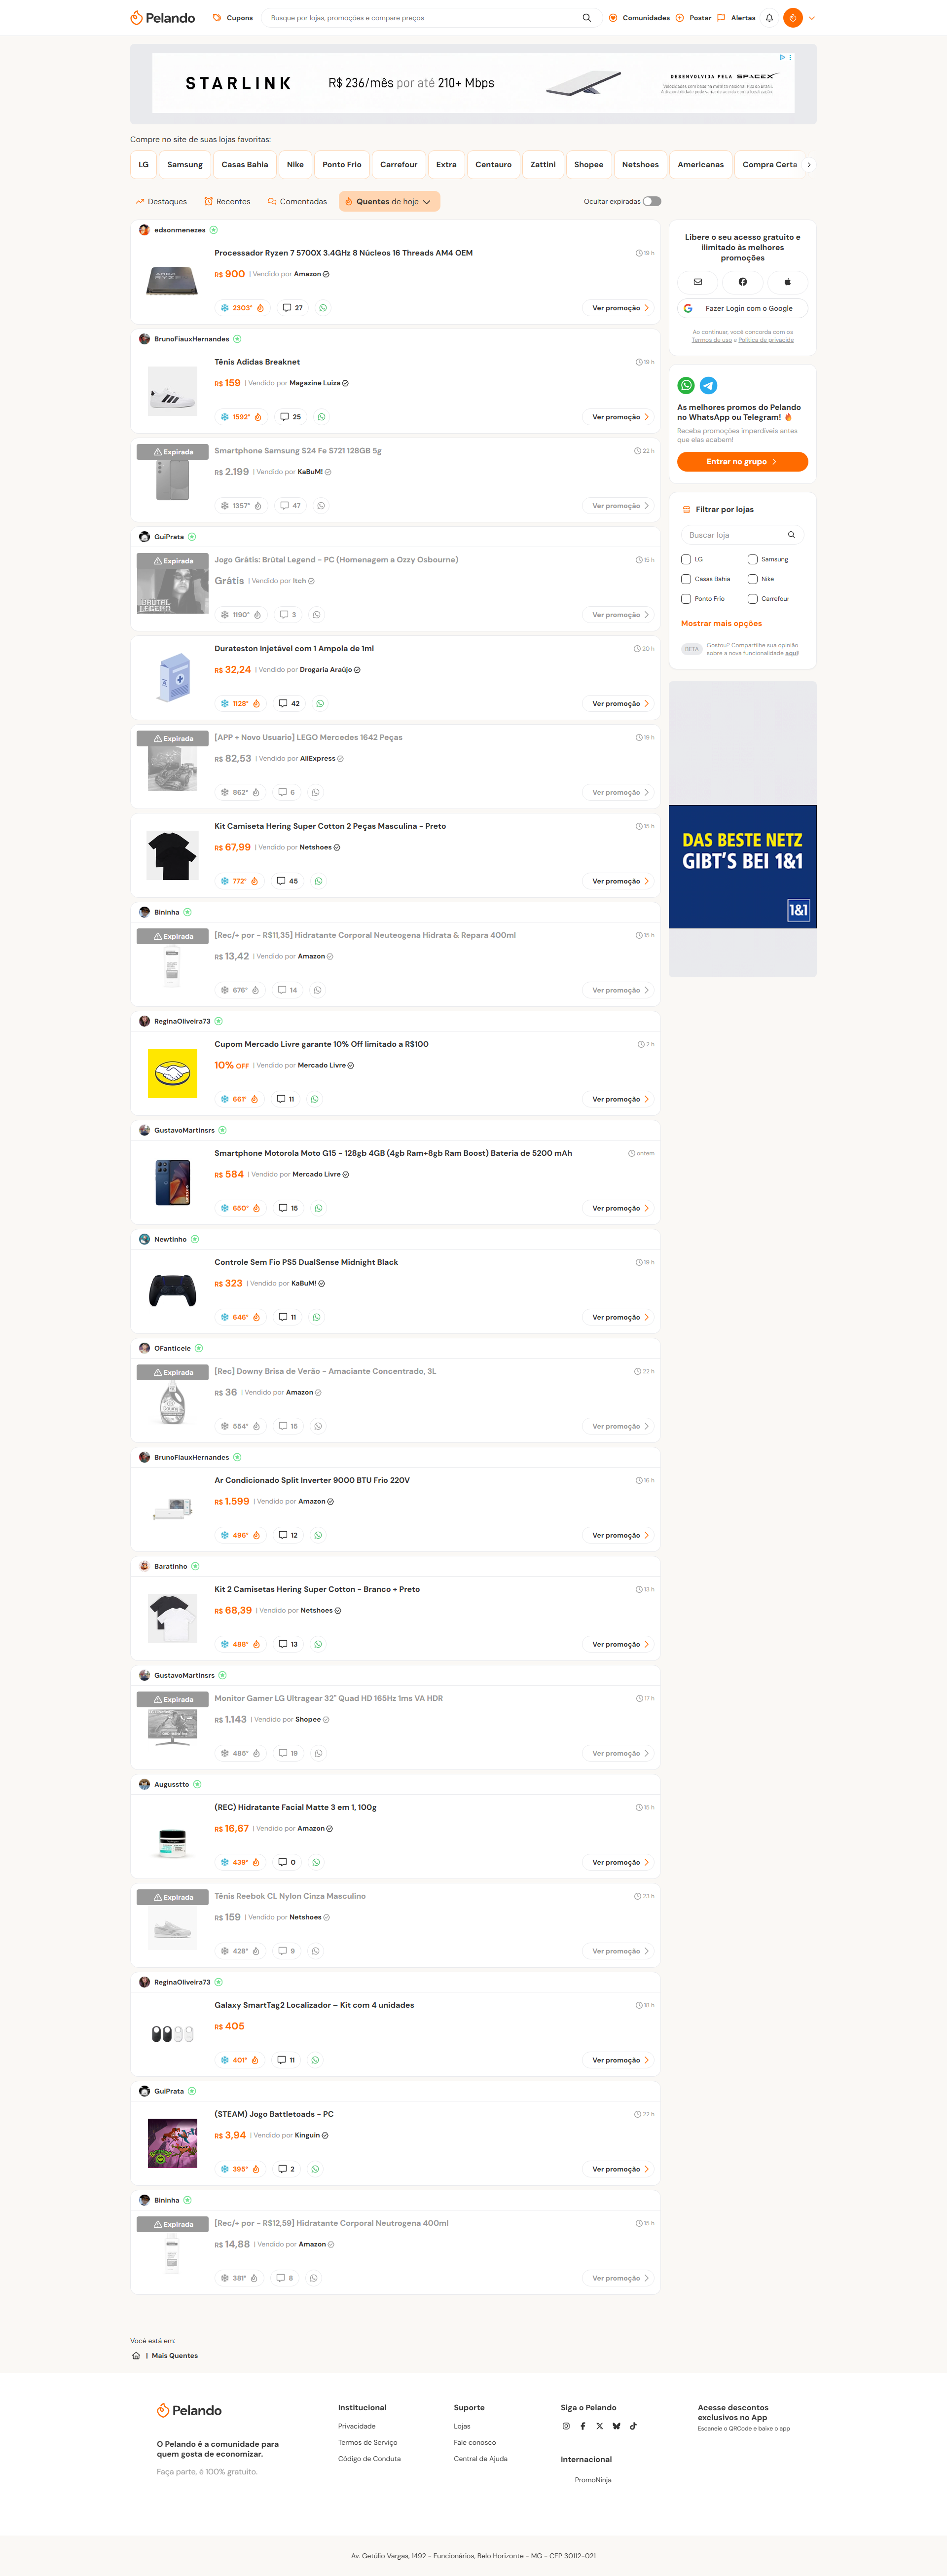 Pelando
Cupons
Busque por lojas, promoções e compare preços
Comunidades
Postar
Alertas
STARLINK
R$ 236/mês por até 210+ Mbps
DESENVOLVIDA PELA SPACEX
Compre no site de suas lojas favoritas:
LG
Samsung
Casas Bahia
Nike
Ponto Frio
Carrefour
Extra
Centauro
Zattini
Shopee
Netshoes
Americanas
Compra Certa
Destaques
Recentes
Comentadas
Quentes de hoje
Ocultar expiradas
edsonmenezes
Processador Ryzen 7 5700X 3.4GHz 8 Núcleos 16 Threads AM4 OEM
19 h
R$ 900 | Vendido por Amazon
2303°
27
Ver promoção
BrunoFiauxHernandes
Tênis Adidas Breaknet
19 h
R$ 159 | Vendido por Magazine Luiza
1592°
25
Ver promoção
Expirada
Smartphone Samsung S24 Fe S721 128GB 5g
22 h
R$ 2.199 | Vendido por KaBuM!
1357°
47
Ver promoção
GuiPrata
Expirada
Jogo Grátis: Brütal Legend - PC (Homenagem a Ozzy Osbourne)
15 h
Grátis | Vendido por Itch
BRUTAL LEGEND
1190°
3
Ver promoção
Durateston Injetável com 1 Ampola de 1ml
20 h
R$ 32,24 | Vendido por Drogaria Araújo
1128°
42
Ver promoção
Expirada
[APP + Novo Usuario] LEGO Mercedes 1642 Peças
19 h
R$ 82,53 | Vendido por AliExpress
862°
6
Ver promoção
Kit Camiseta Hering Super Cotton 2 Peças Masculina - Preto
15 h
R$ 67,99 | Vendido por Netshoes
772°
45
Ver promoção
Bininha
Expirada
[Rec/+ por - R$11,35] Hidratante Corporal Neuteogena Hidrata & Repara 400ml
15 h
R$ 13,42 | Vendido por Amazon
676°
14
Ver promoção
ReginaOliveira73
Cupom Mercado Livre garante 10% Off limitado a R$100
2 h
10% OFF | Vendido por Mercado Livre
661°
11
Ver promoção
GustavoMartinsrs
Smartphone Motorola Moto G15 - 128gb 4GB (4gb Ram+8gb Ram Boost) Bateria de 5200 mAh
ontem
R$ 584 | Vendido por Mercado Livre
650°
15
Ver promoção
Newtinho
Controle Sem Fio PS5 DualSense Midnight Black
19 h
R$ 323 | Vendido por KaBuM!
646°
11
Ver promoção
OFanticele
Expirada
[Rec] Downy Brisa de Verão - Amaciante Concentrado, 3L
22 h
R$ 36 | Vendido por Amazon
554°
15
Ver promoção
BrunoFiauxHernandes
Ar Condicionado Split Inverter 9000 BTU Frio 220V
16 h
R$ 1.599 | Vendido por Amazon
496°
12
Ver promoção
Baratinho
Kit 2 Camisetas Hering Super Cotton - Branco + Preto
13 h
R$ 68,39 | Vendido por Netshoes
488°
13
Ver promoção
GustavoMartinsrs
Expirada
Monitor Gamer LG Ultragear 32" Quad HD 165Hz 1ms VA HDR
17 h
R$ 1.143 | Vendido por Shopee
485°
19
Ver promoção
Augusstto
(REC) Hidratante Facial Matte 3 em 1, 100g
15 h
R$ 16,67 | Vendido por Amazon
439°
0
Ver promoção
Expirada
Tênis Reebok CL Nylon Cinza Masculino
23 h
R$ 159 | Vendido por Netshoes
428°
9
Ver promoção
ReginaOliveira73
Galaxy SmartTag2 Localizador – Kit com 4 unidades
18 h
R$ 405
401°
11
Ver promoção
GuiPrata
(STEAM) Jogo Battletoads - PC
22 h
R$ 3,94 | Vendido por Kinguin
395°
2
Ver promoção
Bininha
Expirada
[Rec/+ por - R$12,59] Hidratante Corporal Neutrogena 400ml
15 h
R$ 14,88 | Vendido por Amazon
381°
8
Ver promoção
Libere o seu acesso gratuito e
ilimitado às melhores
promoções
Fazer Login com o Google
Ao continuar, você concorda com os
Termos de uso e Política de privacide
As melhores promos do Pelando
no WhatsApp ou Telegram!
Receba promoções imperdíveis antes
que elas acabem!
Entrar no grupo
Filtrar por lojas
Buscar loja
LG
Samsung
Casas Bahia
Nike
Ponto Frio
Carrefour
Mostrar mais opções
BETA
Gostou? Compartilhe sua opinião
sobre a nova funcionalidade aqui!
DAS BESTE NETZ
GIBT'S BEI 1&1
1&1
Você está em:
| Mais Quentes
Pelando
O Pelando é a comunidade para
quem gosta de economizar.
Faça parte, é 100% gratuito.
Institucional
Privacidade
Termos de Serviço
Código de Conduta
Suporte
Lojas
Fale conosco
Central de Ajuda
Siga o Pelando
Internacional
PromoNinja
Acesse descontos
exclusivos no App
Escaneie o QRCode e baixe o app
Av. Getúlio Vargas, 1492 - Funcionários, Belo Horizonte - MG - CEP 30112-021